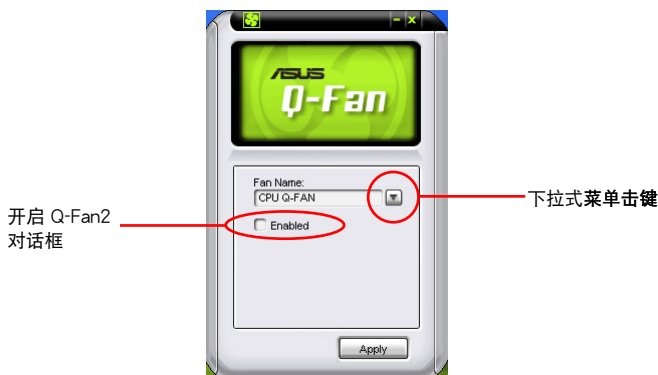 ASUS
Q-Fan
Fan Name:
CPU Q-FAN
下拉式菜单击键
开启 Q-Fan2
对话框
Enabled
Apply